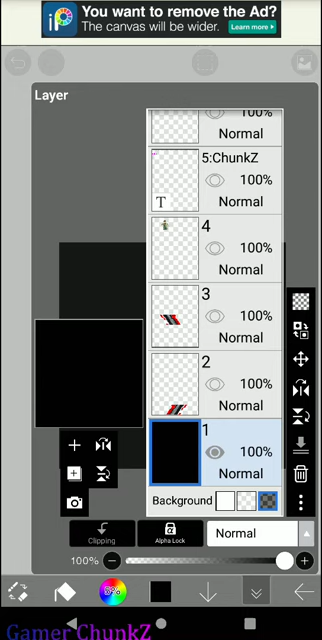 You want to remove the Ad?
The canvas will be wider.
Learn more ►
iP
Layer
100%
Normal
5:ChunkZ
100%
T
Normal
4
100%
Normal
3
100%
Normal
2
100%
Normal
1
100%
Normal
Background
Clipping
Alpha Lock
Normal
100%
Gamer ChunkZ